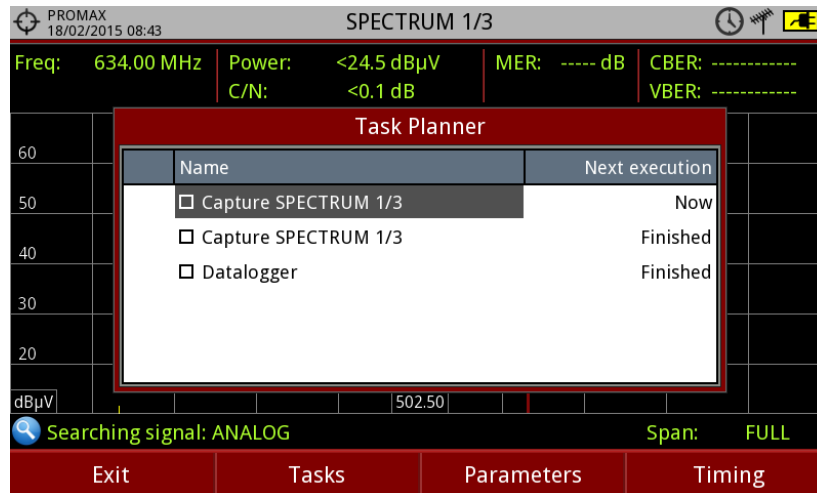 PROMAX
18/02/2015 08:43
SPECTRUM 1/3
Freq: 634.00 MHz
Power: <24.5 dBµV
MER: ----- dB
CBER: ------------
C/N: <0.1 dB
VBER: ------------
Task Planner
Name Next execution
Capture SPECTRUM 1/3 Now
Capture SPECTRUM 1/3 Finished
Datalogger Finished
60
50
40
30
20
dBµV
502.50
Searching signal: ANALOG
Span: FULL
Exit Tasks Parameters Timing